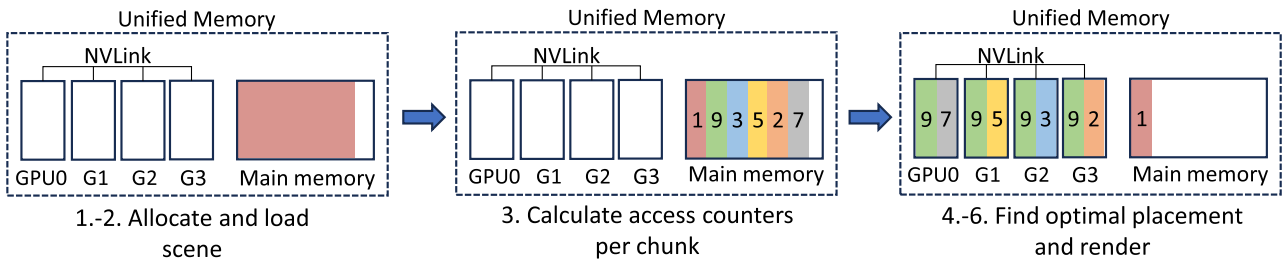 Unified Memory
NVLink
GPU0 G1 G2 G3 Main memory
1.-2. Allocate and load
scene
Unified Memory
NVLink
1 9 3 5 2 7
GPU0 G1 G2 G3 Main memory
3. Calculate access counters
per chunk
Unified Memory
NVLink
9 7 9 5 9 3 9 2 1
GPU0 G1 G2 G3 Main memory
4.-6. Find optimal placement
and render